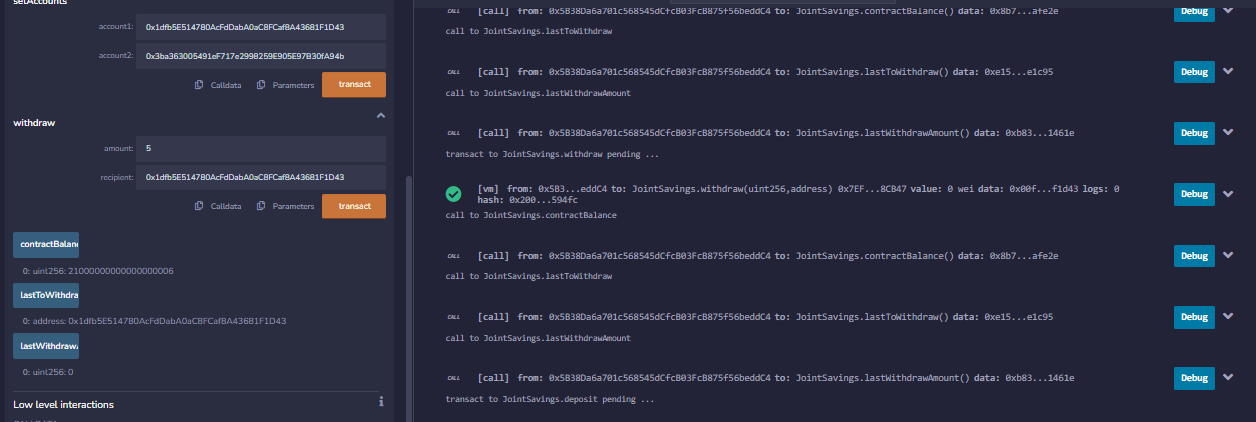 setAccounts
account1: 0x1dfb5E514780AcFdDabA0aC8FCaf8A43681F1D43
account2: 0x3ba363005491eF717e2998259E905E97B30fA94b
Calldata Parameters transact
withdraw
amount: 5
recipient: 0x1dfb5E514780AcFdDabA0aC8FCaf8A43681F1D43
Calldata Parameters transact
contractBalan
0: uint256: 21000000000000000006
lastToWithdra
0: address: 0x1dfb5E514780AcFdDabA0aC8FCaf8A43681F1D43
lastWithdrawA
0: uint256: 0
Low level interactions
i
CALL [call] from: 0x5B38Da6a701c568545dCfcB03FcB875f56beddC4 to: JointSavings.contractBalance() data: 0x8b7...afe2e Debug
call to JointSavings.lastToWithdraw
CALL [call] from: 0x5B38Da6a701c568545dCfcB03FcB875f56beddC4 to: JointSavings.lastToWithdraw() data: 0xe15...e1c95 Debug
call to JointSavings.lastWithdrawAmount
CALL [call] from: 0x5B38Da6a701c568545dCfcB03FcB875f56beddC4 to: JointSavings.lastWithdrawAmount() data: 0xb83...1461e Debug
transact to JointSavings.withdraw pending ...
[vm] from: 0x5B3...eddC4 to: JointSavings.withdraw(uint256,address) 0x7EF...8CB47 value: 0 wei data: 0x00f...f1d43 logs: 0 Debug
hash: 0x200...594fc
call to JointSavings.contractBalance
CALL [call] from: 0x5B38Da6a701c568545dCfcB03FcB875f56beddC4 to: JointSavings.contractBalance() data: 0x8b7...afe2e Debug
call to JointSavings.lastToWithdraw
CALL [call] from: 0x5B38Da6a701c568545dCfcB03FcB875f56beddC4 to: JointSavings.lastToWithdraw() data: 0xe15...e1c95 Debug
call to JointSavings.lastWithdrawAmount
CALL [call] from: 0x5B38Da6a701c568545dCfcB03FcB875f56beddC4 to: JointSavings.lastWithdrawAmount() data: 0xb83...1461e Debug
transact to JointSavings.deposit pending ...